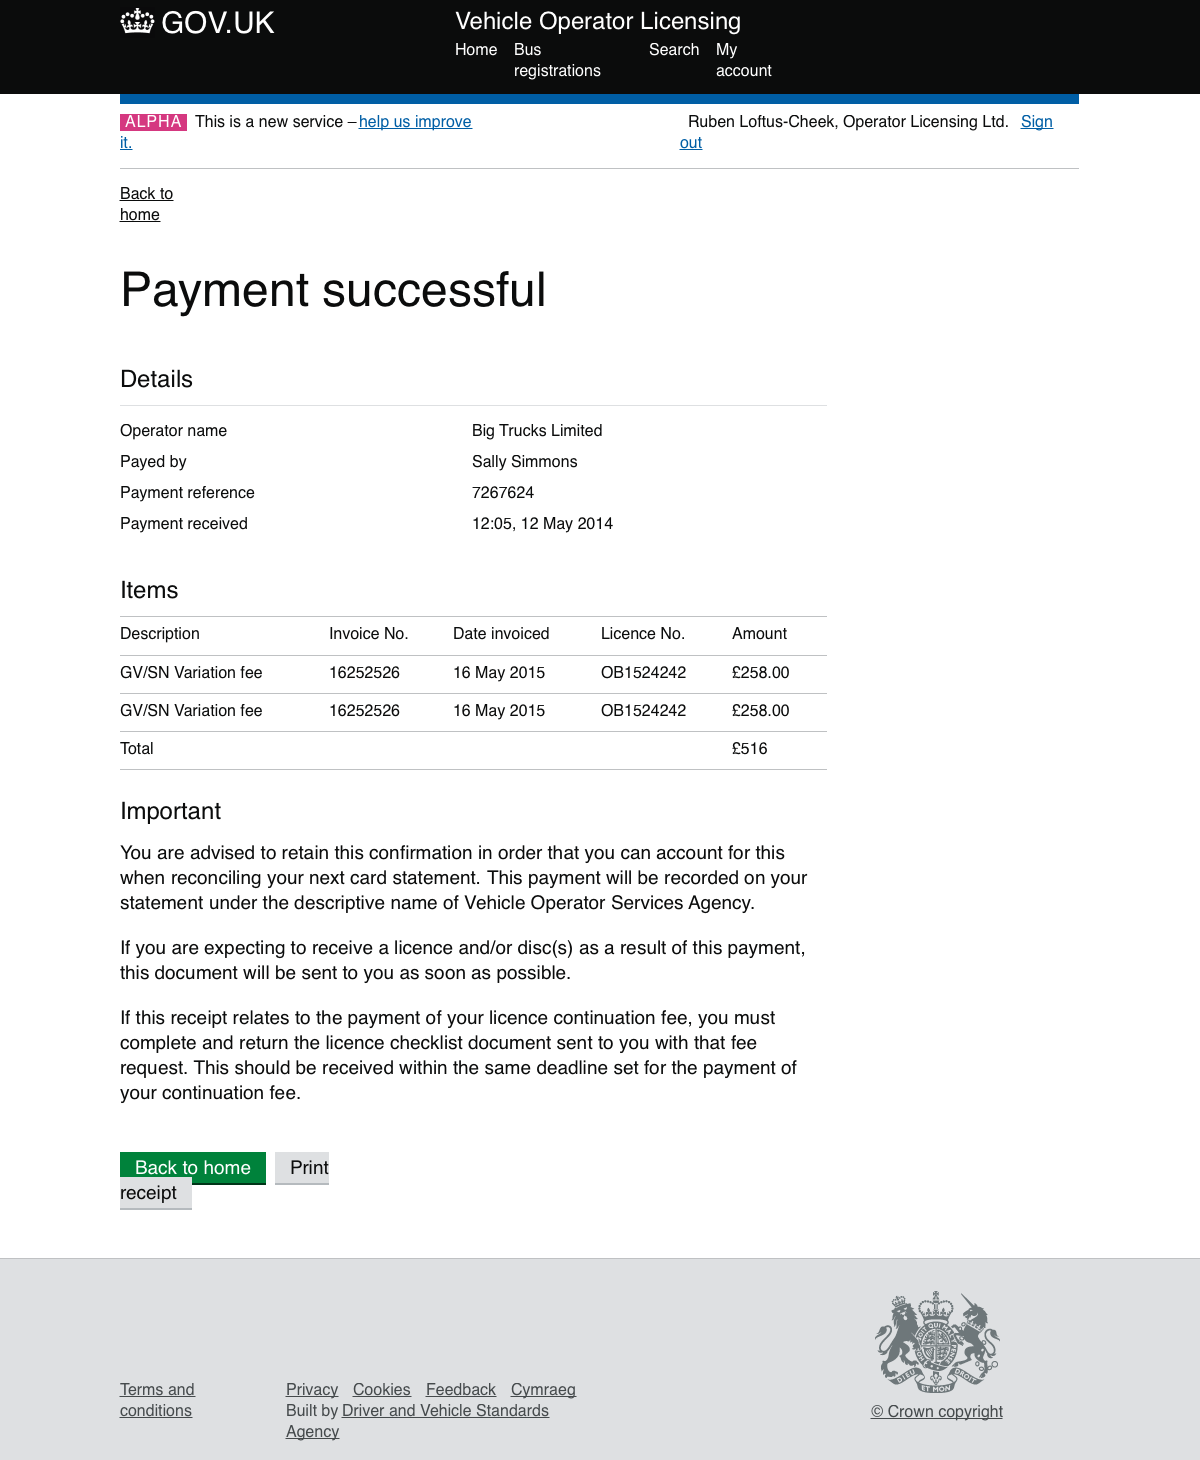 GOV.UK
Vehicle Operator Licensing
Home Bus registrations Search My account
ALPHA This is a new service – help us improve it.
Ruben Loftus-Cheek, Operator Licensing Ltd. Sign out
Back to
home
Payment successful
Details
Operator name Big Trucks Limited
Payed by Sally Simmons
Payment reference 7267624
Payment received 12:05, 12 May 2014
Items
Description Invoice No. Date invoiced Licence No. Amount
GV/SN Variation fee 16252526 16 May 2015 OB1524242 £258.00
GV/SN Variation fee 16252526 16 May 2015 OB1524242 £258.00
Total £516
Important
You are advised to retain this confirmation in order that you can account for this
when reconciling your next card statement. This payment will be recorded on your
statement under the descriptive name of Vehicle Operator Services Agency.
If you are expecting to receive a licence and/or disc(s) as a result of this payment,
this document will be sent to you as soon as possible.
If this receipt relates to the payment of your licence continuation fee, you must
complete and return the licence checklist document sent to you with that fee
request. This should be received within the same deadline set for the payment of
your continuation fee.
Back to home Print
receipt
DIEU ET MON DROIT
Terms and
conditions
Privacy Cookies Feedback Cymraeg
Built by Driver and Vehicle Standards
Agency
© Crown copyright